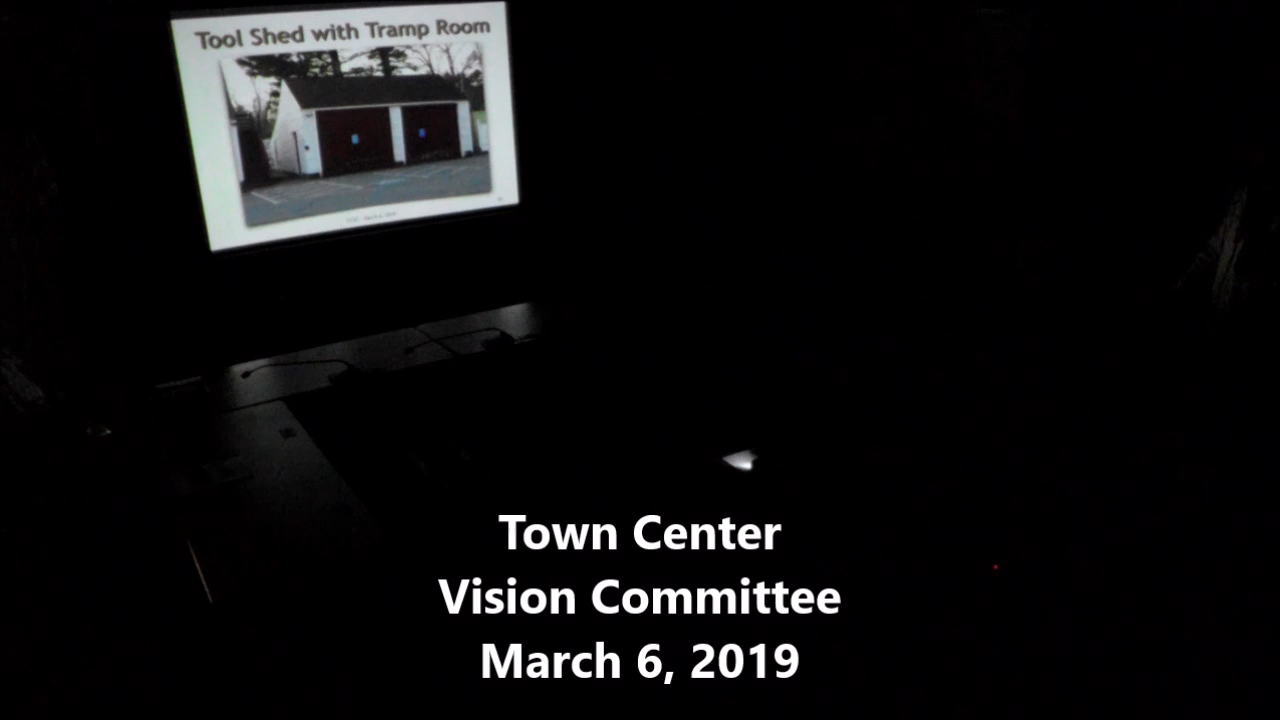 Tool Shed with Tramp Room
Town Center
Vision Committee
March 6, 2019